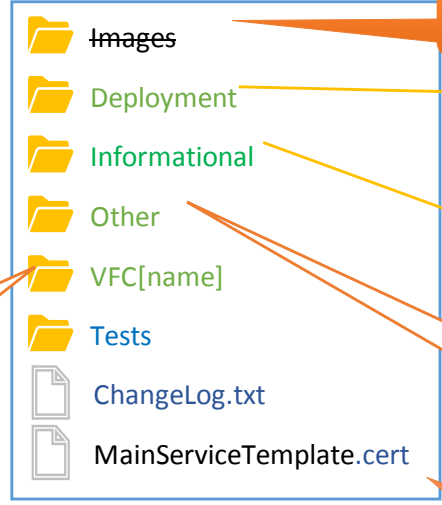 Images
Deployment
Informational
Other
VFC[name]
Tests
ChangeLog.txt
MainServiceTemplate.cert